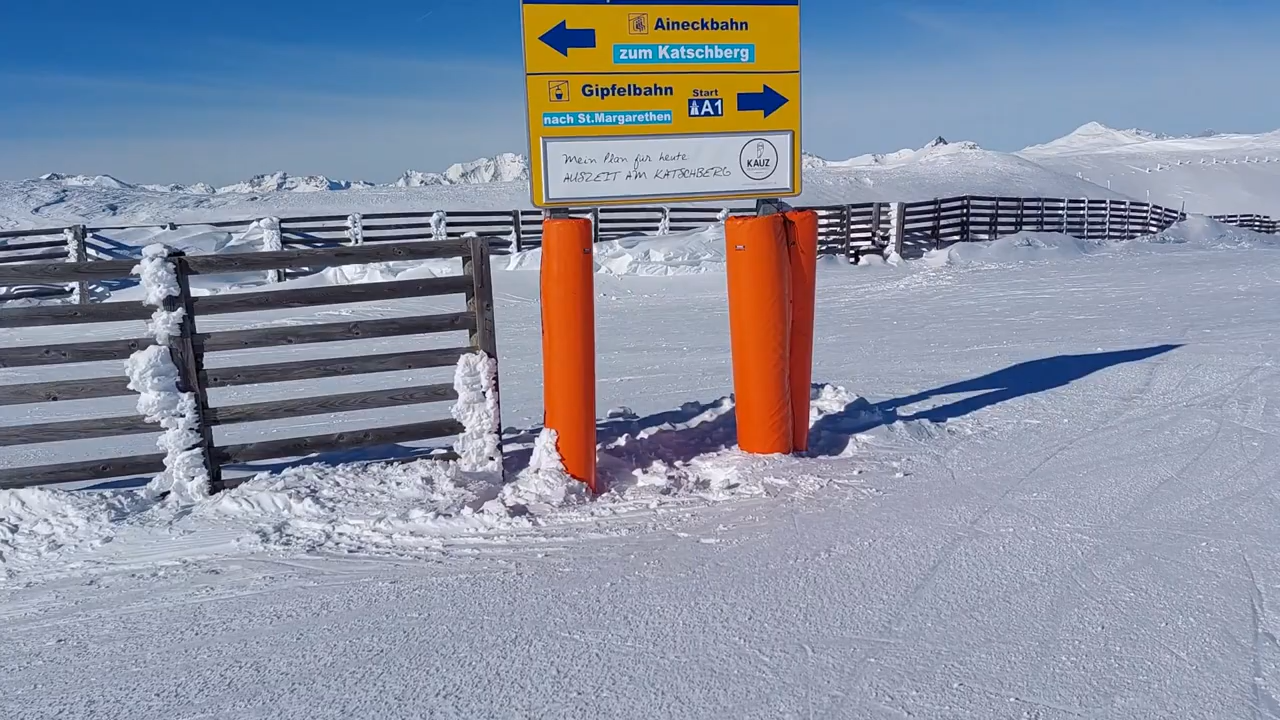 Aineckbahn
zum Katschberg
Gipfelbahn
Start
A1
nach St.Margarethen
Mein Plan für heute
AUSZEIT AM KATSCHBERG
KAUZ